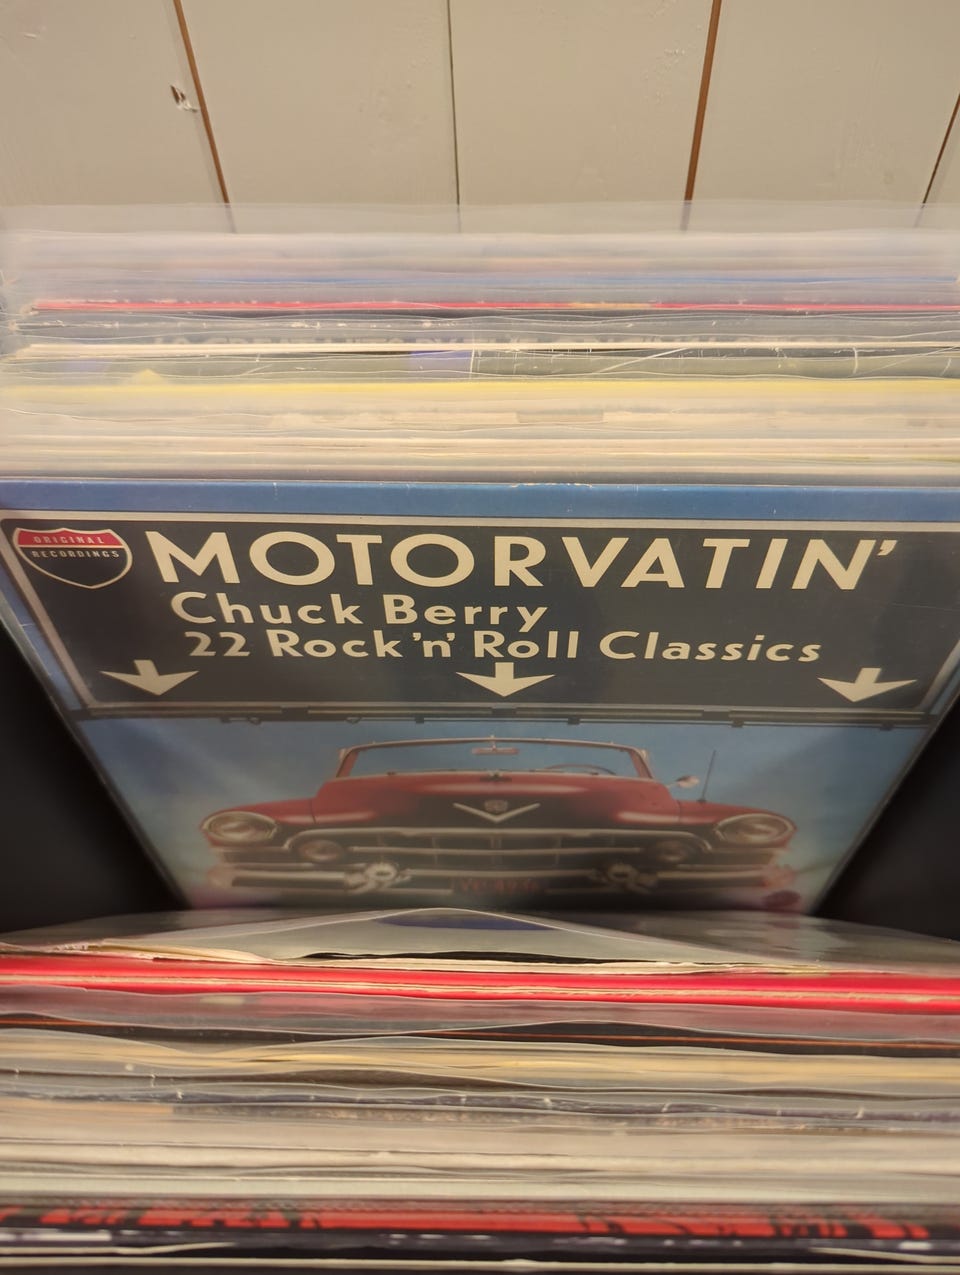 ORIGINAL
RECORDINGS
MOTORVATIN'
Chuck Berry
22 Rock 'n' Roll Classics